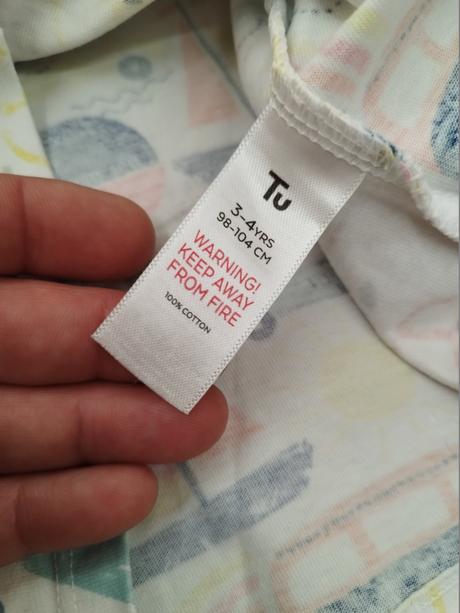 Tu
3-4YRS
98-104 CM
WARNING!
KEEP AWAY
FROM FIRE
100% COTTON